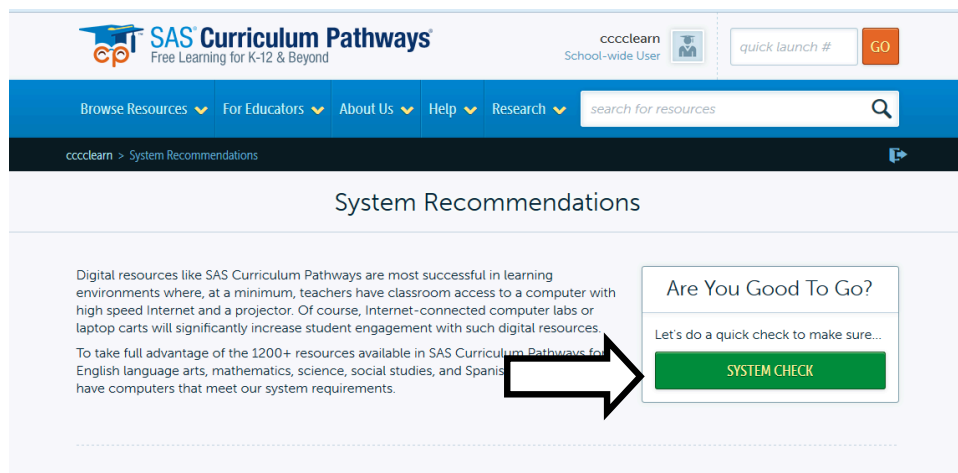 SAS® Curriculum Pathways®
Free Learning for K-12 & Beyond
cp
cccclearn
School-wide User
quick launch #
GO
Browse Resources
For Educators
About Us
Help
Research
search for resources
cccclearn > System Recommendations
System Recommendations
Digital resources like SAS Curriculum Pathways are most successful in learning
environments where, at a minimum, teachers have classroom access to a computer with
high speed Internet and a projector. Of course, Internet-connected computer labs or
laptop carts will significantly increase student engagement with such digital resources.
To take full advantage of the 1200+ resources available in SAS Curriculum Pathways for
English language arts, mathematics, science, social studies, and
have computers that meet our system requirements.
Are You Good To Go?
Let's do a quick check to make sure...
SYSTEM CHECK